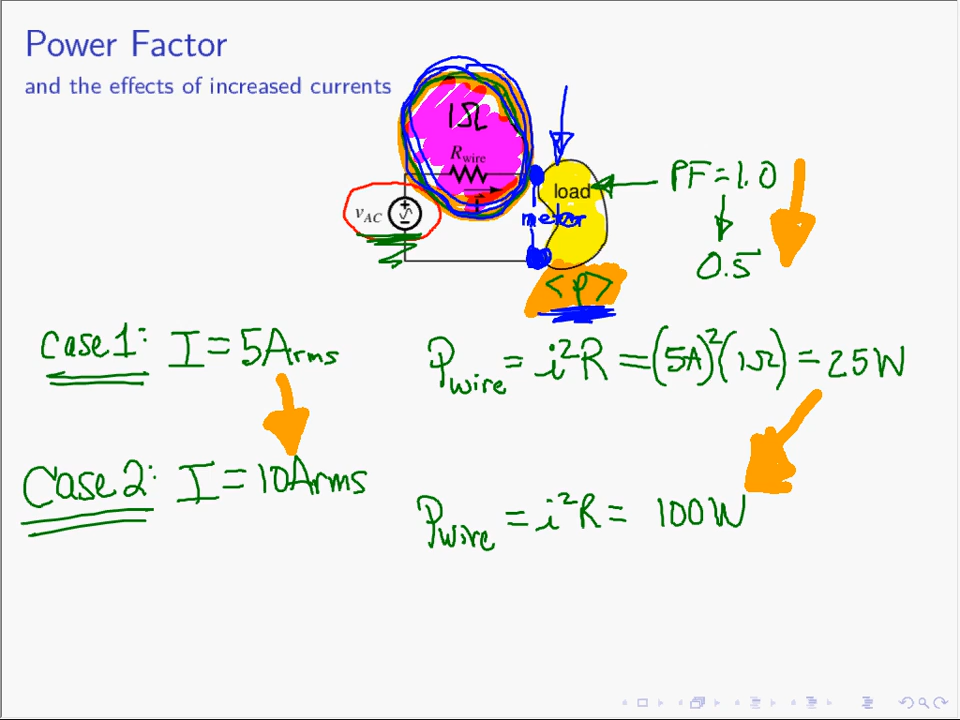 Power Factor
and the effects of increased currents
1Ω
R_wire
v_AC
load
meter
PF = 1.0
0.5
<P>
Case 1: I = 5Arms
P_wire = i²R = (5A)²(1Ω) = 25W
Case 2: I = 10Arms
P_wire = i²R = 100W